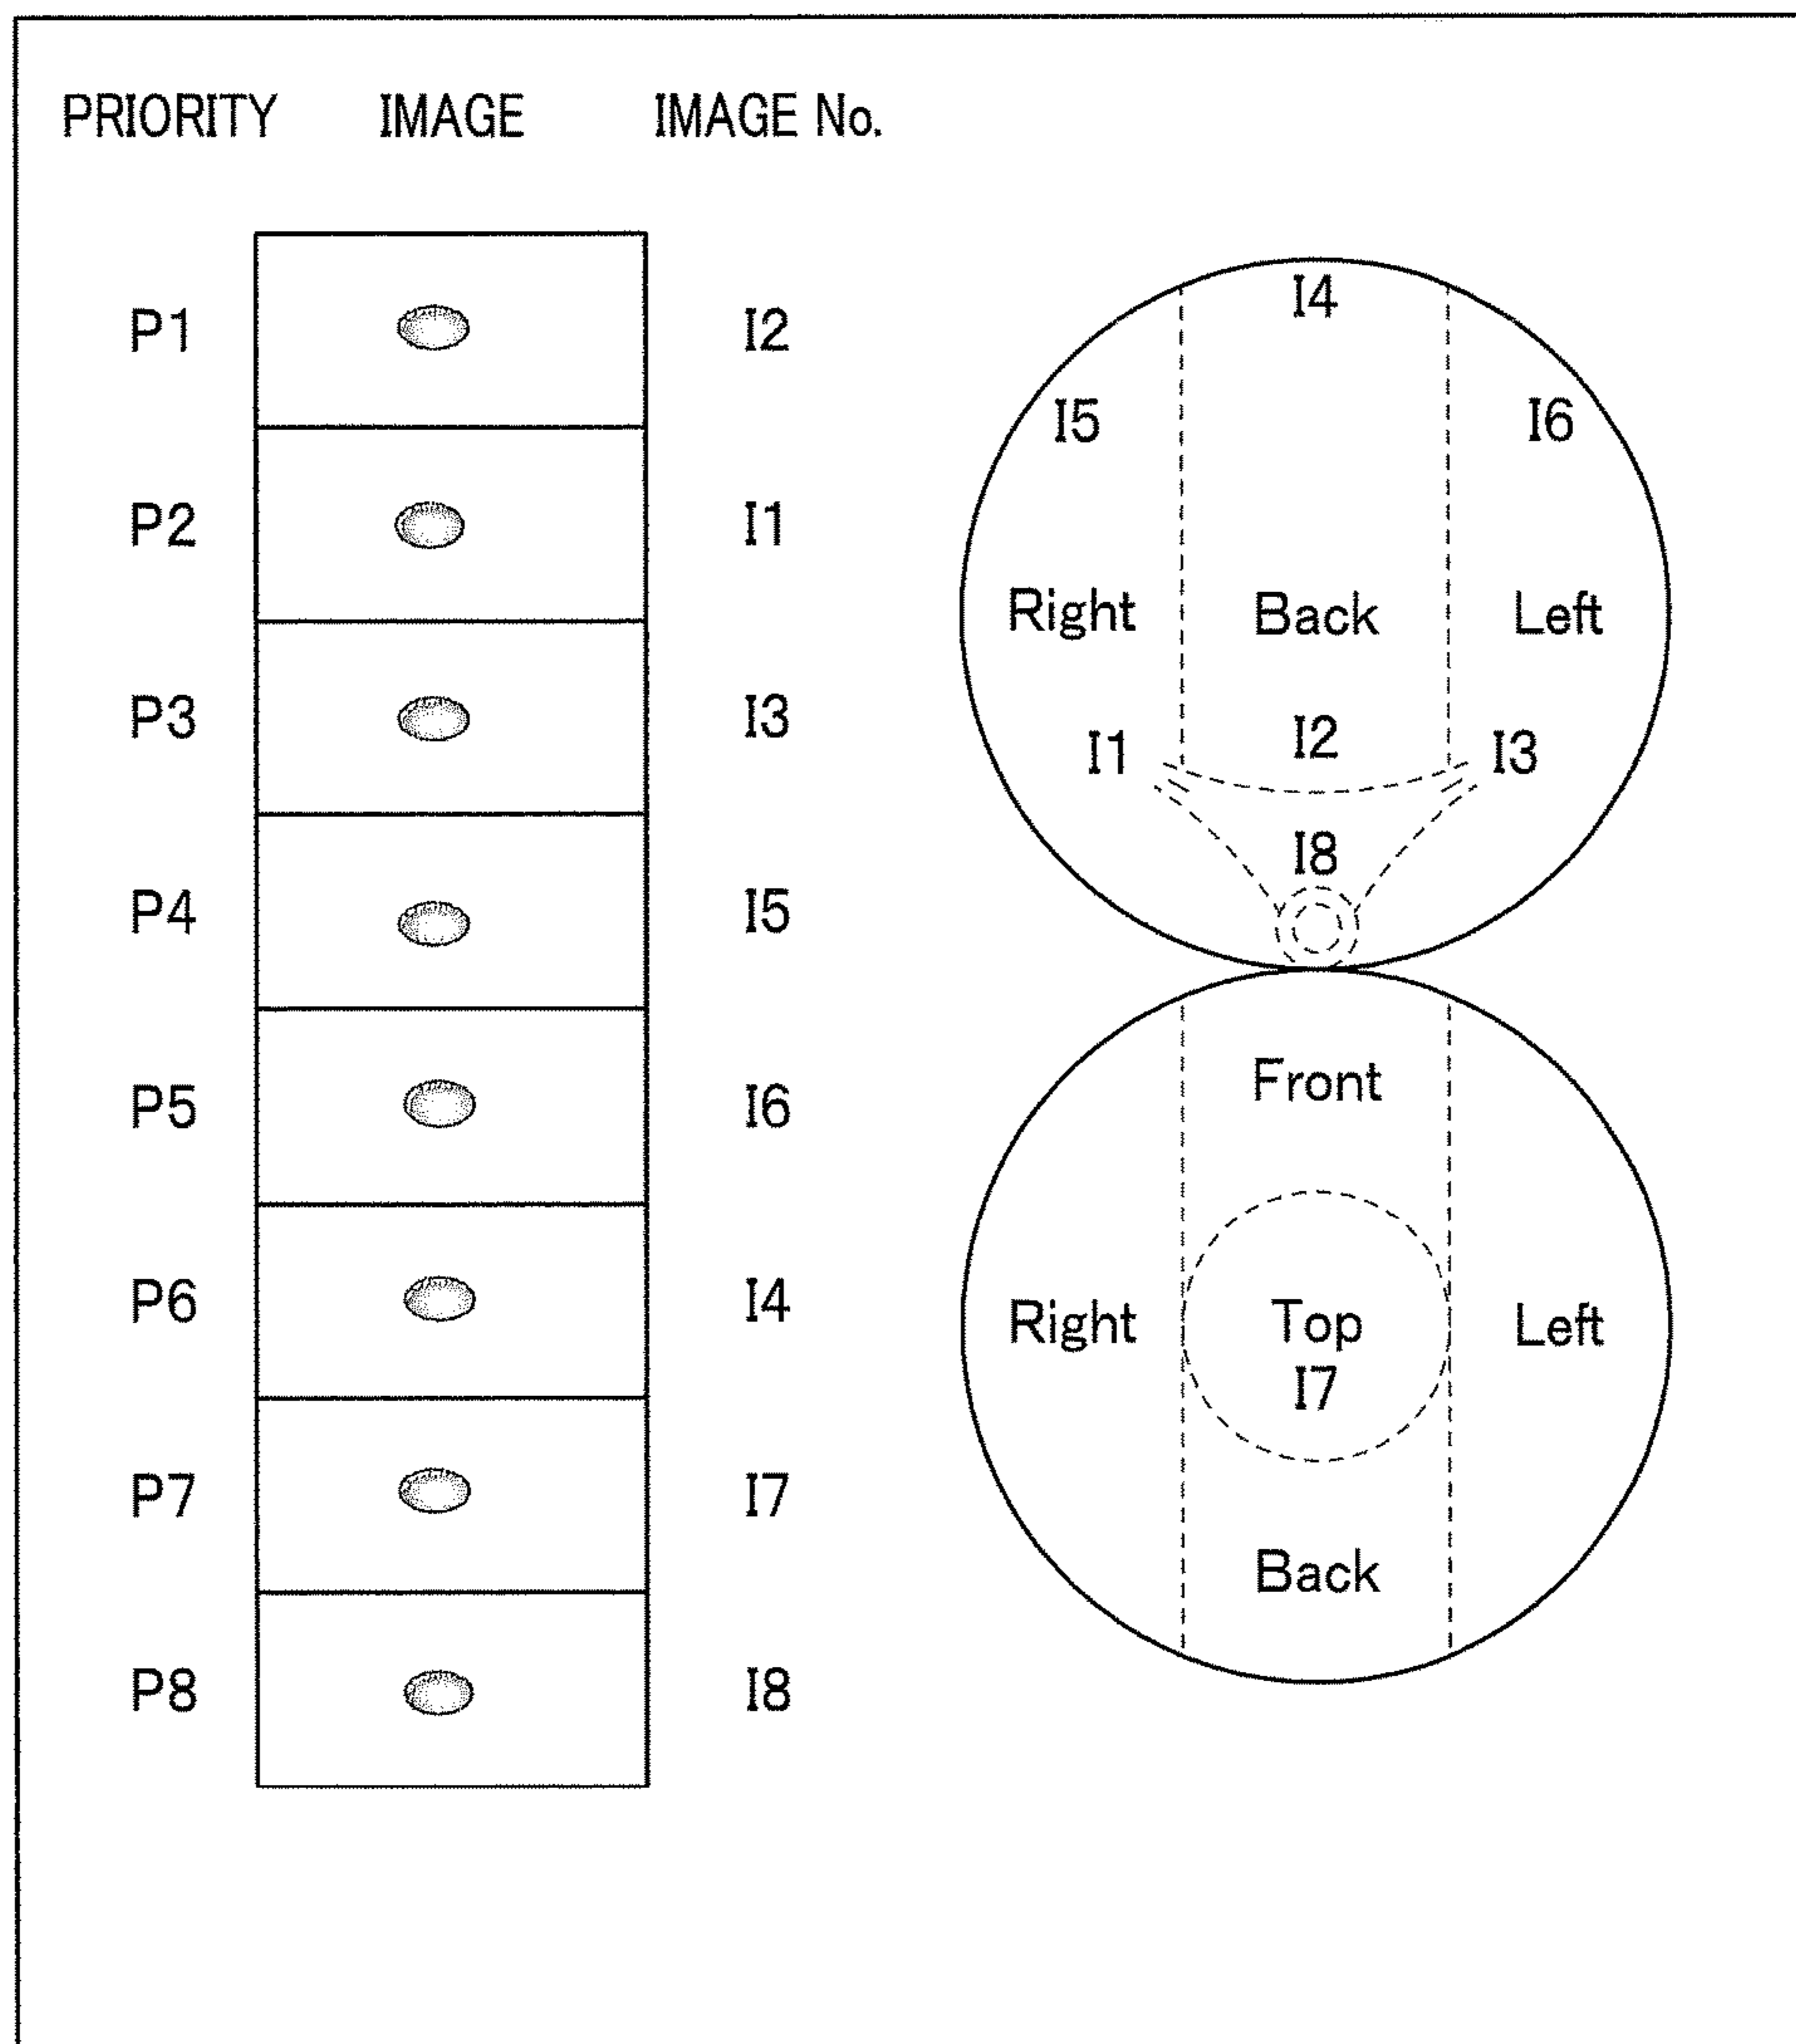 PRIORITY IMAGE IMAGE No.
P1 I2
P2 I1
P3 I3
P4 I5
P5 I6
P6 I4
P7 I7
P8 I8
I4
I5 I6
Right Back Left
I1 I2 I3
I8
Front
Right Top Left
I7
Back